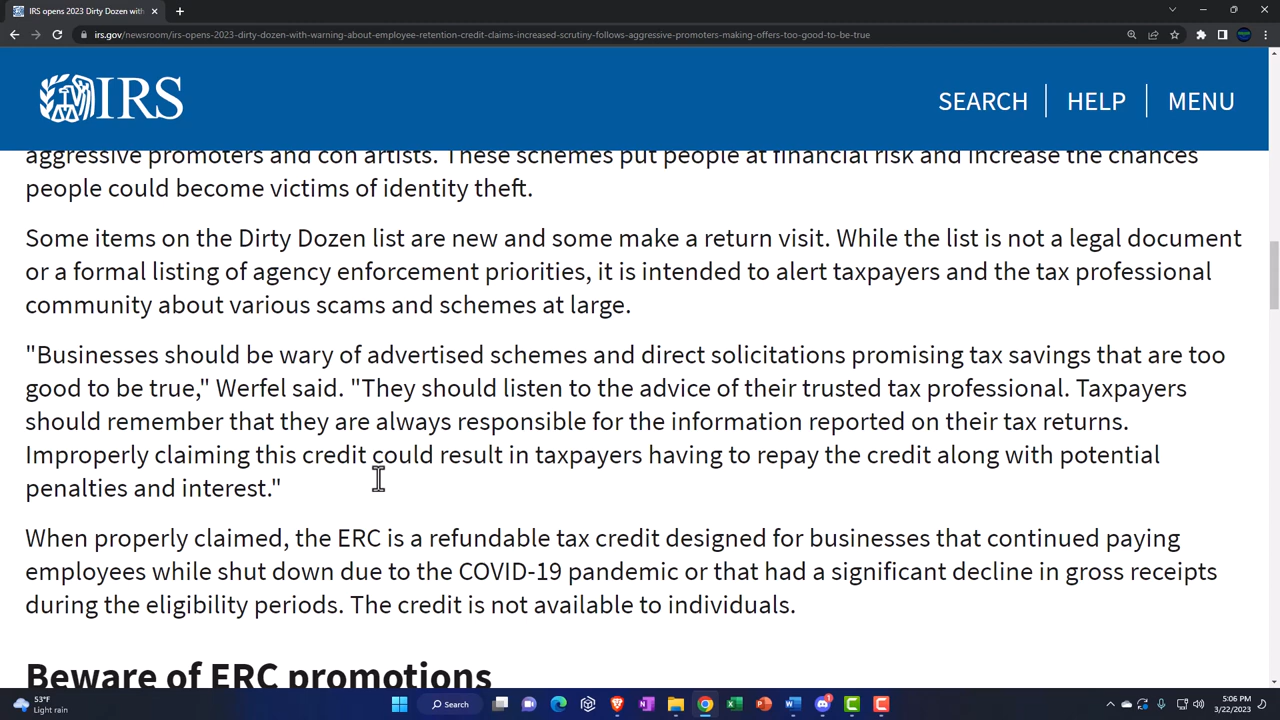 IRS opens 2023 Dirty Dozen with
irs.gov/newsroom/irs-opens-2023-dirty-dozen-with-warning-about-employee-retention-credit-claims-increased-scrutiny-follows-aggressive-promoters-making-offers-too-good-to-be-true
IRS
SEARCH
HELP
MENU
aggressive promoters and con artists. These schemes put people at financial risk and increase the chances
people could become victims of identity theft.
Some items on the Dirty Dozen list are new and some make a return visit. While the list is not a legal document
or a formal listing of agency enforcement priorities, it is intended to alert taxpayers and the tax professional
community about various scams and schemes at large.
"Businesses should be wary of advertised schemes and direct solicitations promising tax savings that are too
good to be true," Werfel said. "They should listen to the advice of their trusted tax professional. Taxpayers
should remember that they are always responsible for the information reported on their tax returns.
Improperly claiming this credit could result in taxpayers having to repay the credit along with potential
penalties and interest."
When properly claimed, the ERC is a refundable tax credit designed for businesses that continued paying
employees while shut down due to the COVID-19 pandemic or that had a significant decline in gross receipts
during the eligibility periods. The credit is not available to individuals.
Beware of ERC promotions
53°F
Light rain
Search
1
5:06 PM
3/22/2023